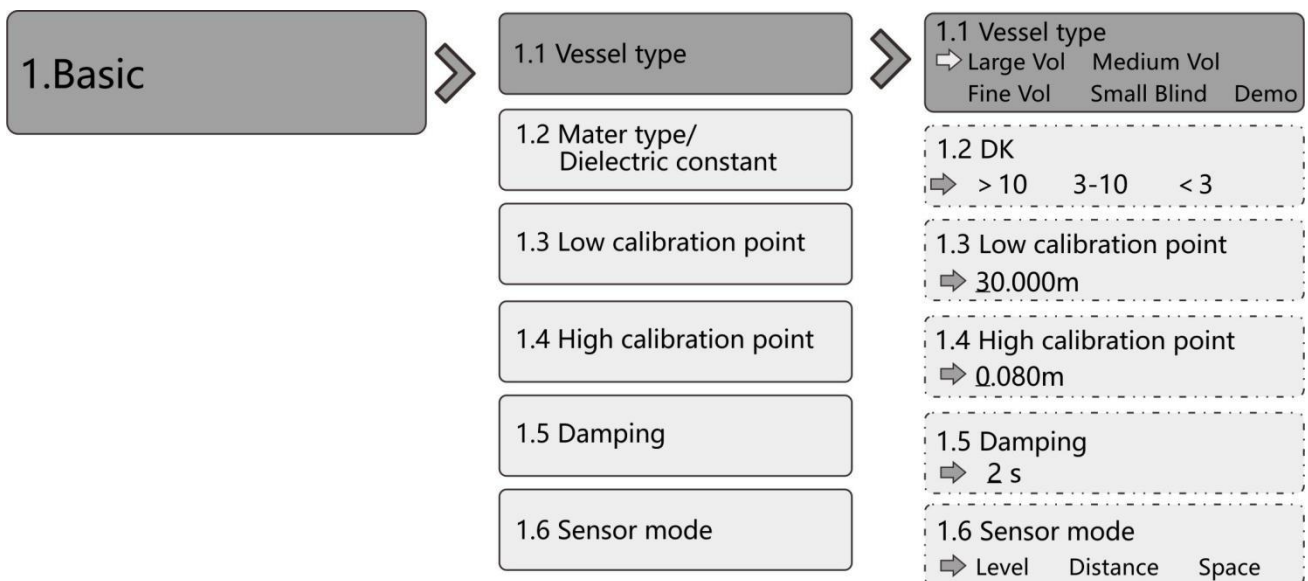 1.Basic
1.1 Vessel type
1.2 Mater type/
Dielectric constant
1.3 Low calibration point
1.4 High calibration point
1.5 Damping
1.6 Sensor mode
1.1 Vessel type
Large Vol Medium Vol
Fine Vol Small Blind Demo
1.2 DK
> 10 3-10 < 3
1.3 Low calibration point
30.000m
1.4 High calibration point
0.080m
1.5 Damping
2 s
1.6 Sensor mode
Level Distance Space